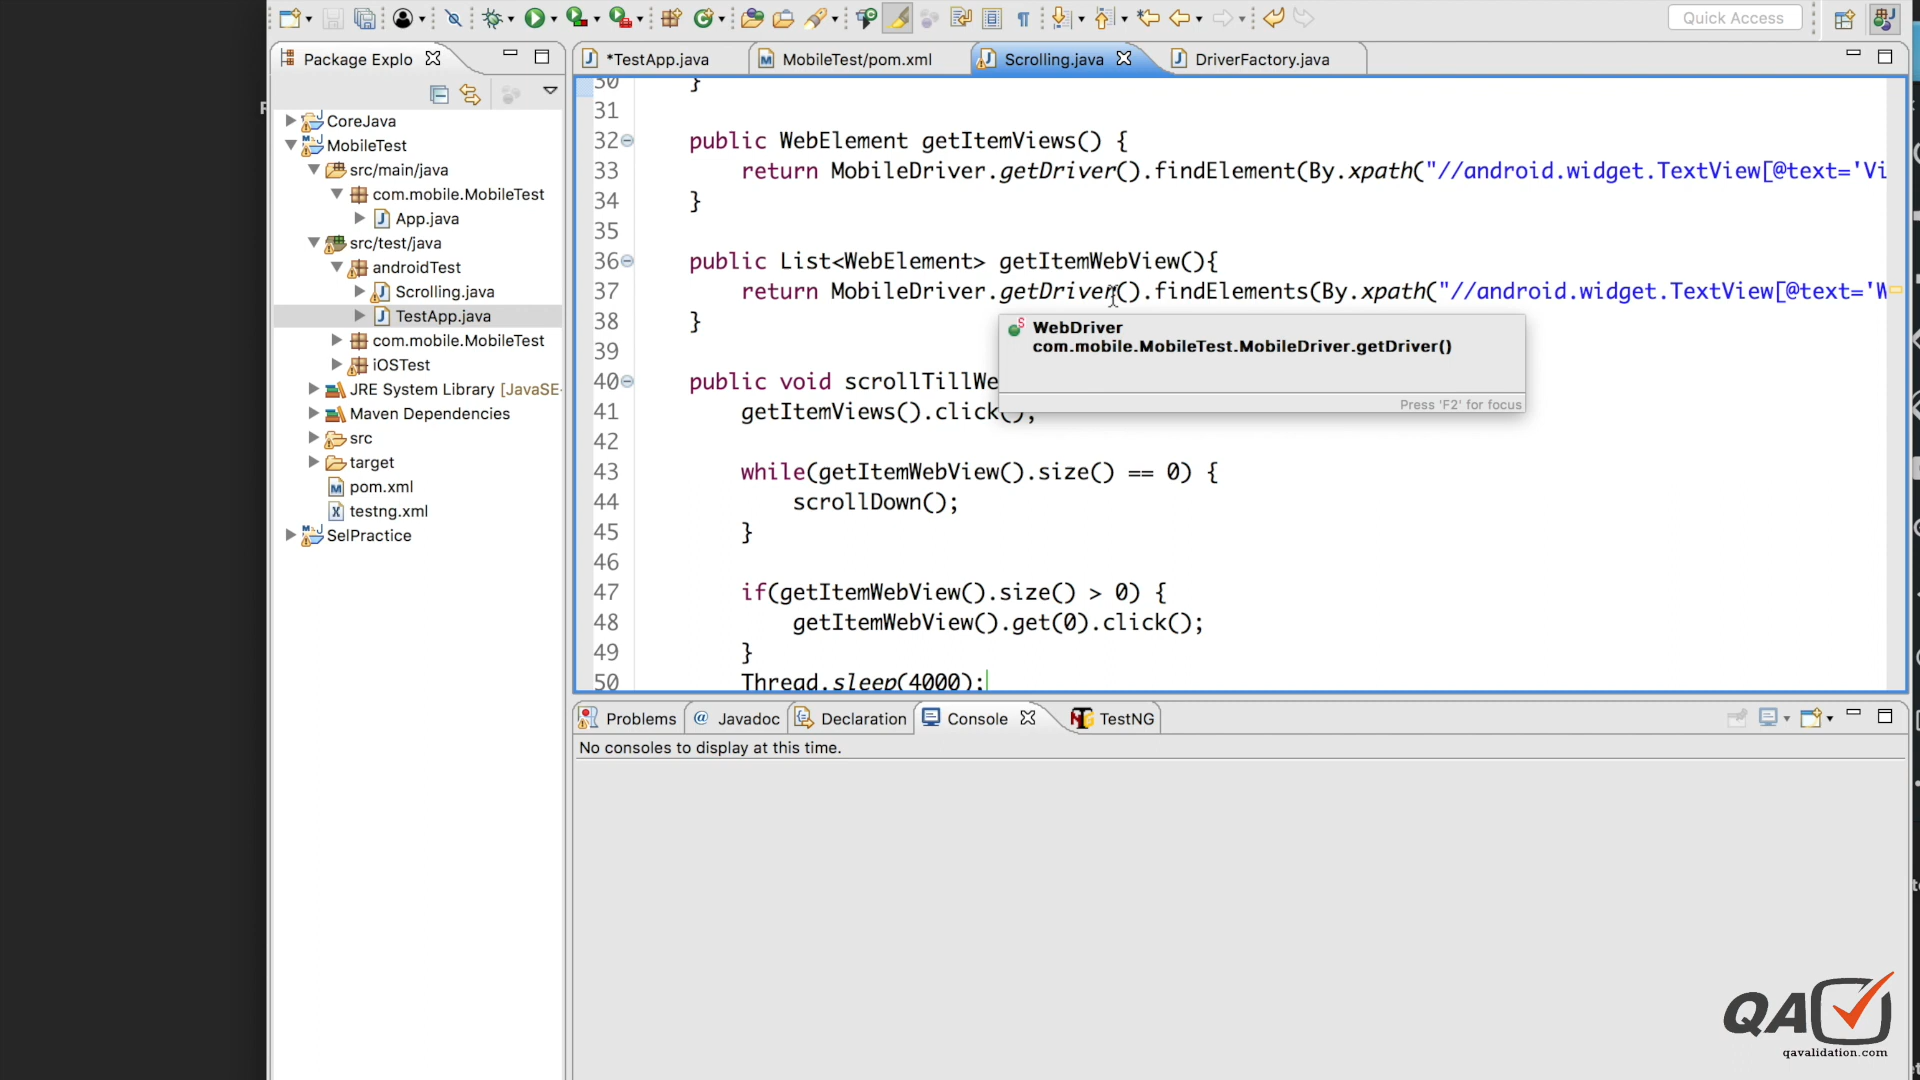 Quick Access
Package Explo
*TestApp.java
MobileTest/pom.xml
Scrolling.java
DriverFactory.java
CoreJava
MobileTest
src/main/java
com.mobile.MobileTest
App.java
src/test/java
androidTest
Scrolling.java
TestApp.java
com.mobile.MobileTest
iOSTest
JRE System Library [JavaSE-
Maven Dependencies
src
target
pom.xml
testng.xml
SelPractice
30 }
31
32 public WebElement getItemViews() {
33 return MobileDriver.getDriver().findElement(By.xpath("//android.widget.TextView[@text='Vi
34 }
35
36 public List<WebElement> getItemWebView(){
37 return MobileDriver.getDriver().findElements(By.xpath("//android.widget.TextView[@text='W
38 }
39
40 public void scrollTillWe
41 getItemViews().click();
42
43 while(getItemWebView().size() == 0) {
44 scrollDown();
45 }
46
47 if(getItemWebView().size() > 0) {
48 getItemWebView().get(0).click();
49 }
50 Thread.sleep(4000);
WebDriver
com.mobile.MobileTest.MobileDriver.getDriver()
Press 'F2' for focus
Problems
@ Javadoc
Declaration
Console
TestNG
No consoles to display at this time.
QA
qavalidation.com